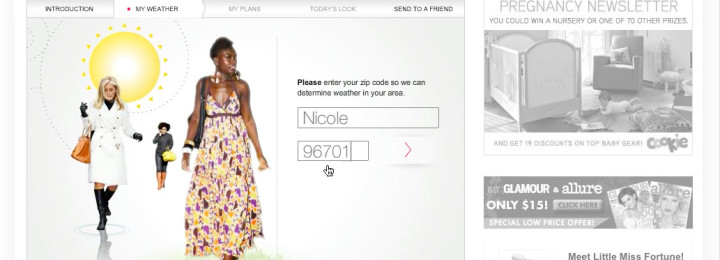 INTRODUCTION
MY WEATHER
MY PLANS
TODAY'S LOOK
SEND TO A FRIEND
Please enter your zip code so we can
determine weather in your area.
Nicole
96701
PREGNANCY NEWSLETTER
YOU COULD WIN A NURSERY OR ONE OF 70 OTHER PRIZES.
AND GET 19 DISCOUNTS ON TOP BABY GEAR!
cookie
GET GLAMOUR & allure
ONLY $15! CLICK HERE!
SPECIAL LOW PRICE OFFER!
Meet Little Miss Fortune!